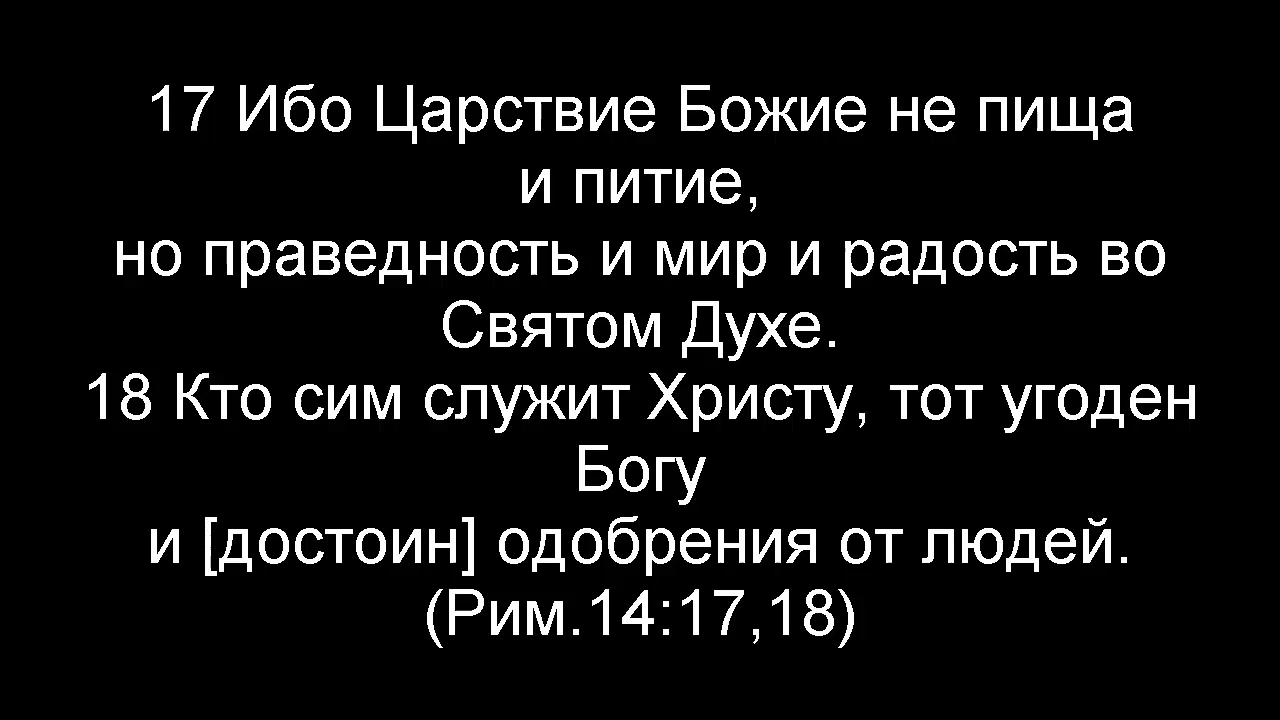 17 Ибо Царствие Божие не пища
и питие,
но праведность и мир и радость во
Святом Духе.
18 Кто сим служит Христу, тот угоден
Богу
и [достоин] одобрения от людей.
(Рим.14:17,18)